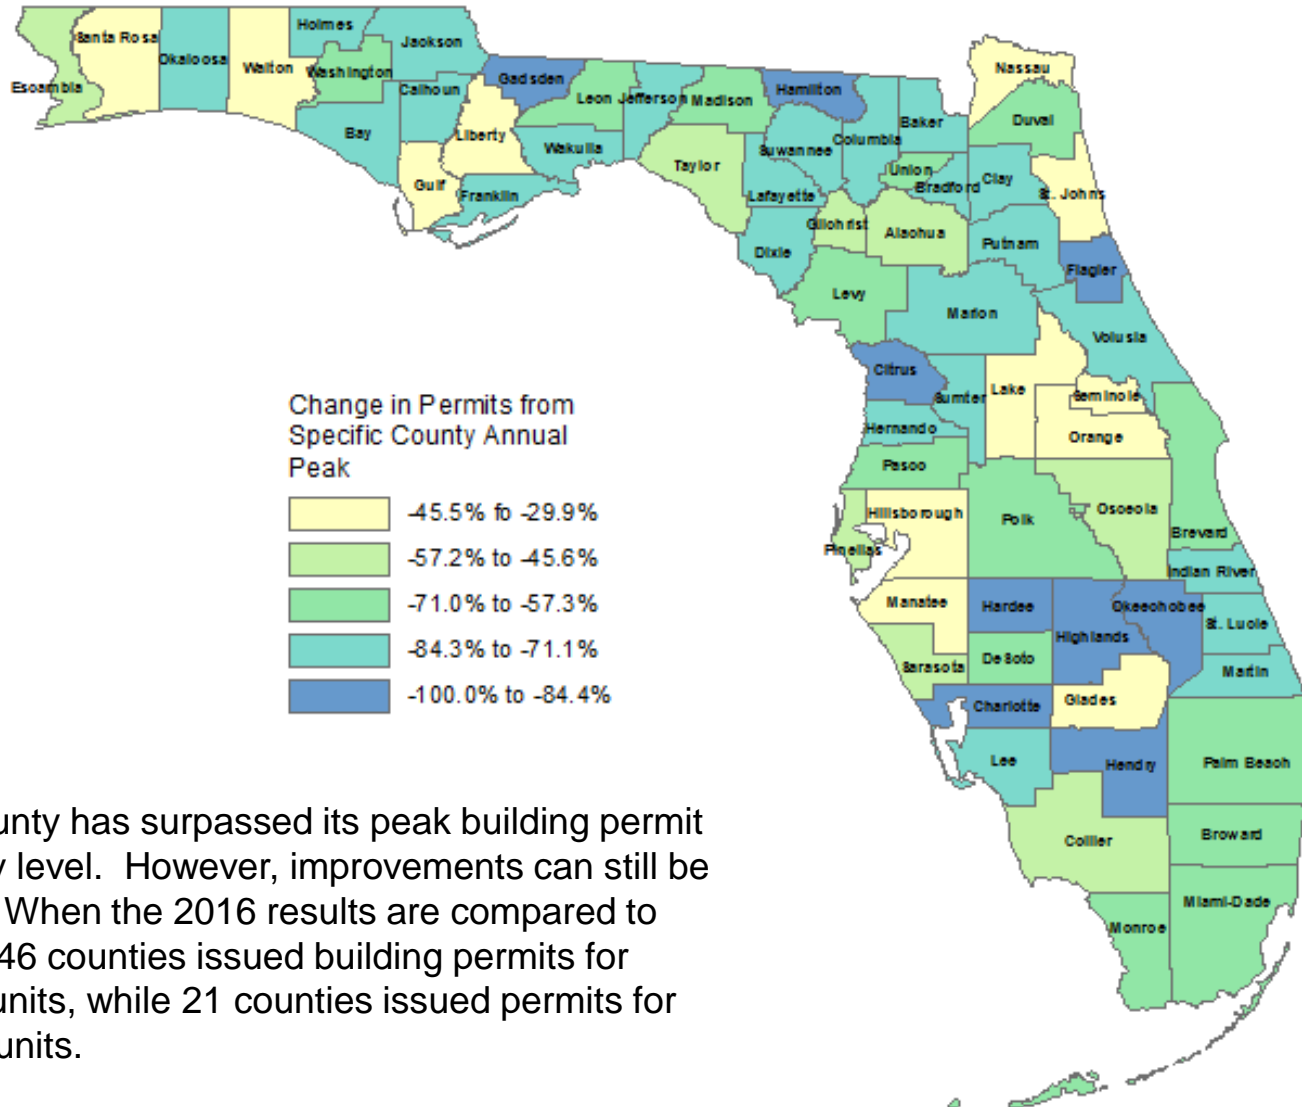 Holmes
Santa Rosa
Okaloosa
Walton
Jackson
Washington
Escambia
Calhoun
Bay
Liberty
Gulf
Franklin
Gadsden
Leon
Jefferson
Madison
Hamilton
Wakulla
Taylor
Suwannee
Columbia
Baker
Nassau
Duval
Union
Bradford
Clay
St. Johns
Lafayette
Gilchrist
Alachua
Putnam
Dixie
Flagler
Levy
Marion
Volusia
Citrus
Sumter
Lake
Seminole
Hernando
Orange
Pasco
Hillsborough
Polk
Osceola
Brevard
Pinellas
Indian River
Manatee
Hardee
Okeechobee
Highlands
St. Lucie
Sarasota
DeSoto
Martin
Charlotte
Glades
Lee
Hendry
Palm Beach
Collier
Broward
Miami-Dade
Monroe
Change in Permits from
Specific County Annual
Peak
-45.5% to -29.9%
-57.2% to -45.6%
-71.0% to -57.3%
-84.3% to -71.1%
-100.0% to -84.4%
unty has surpassed its peak building permit
y level. However, improvements can still be
When the 2016 results are compared to
46 counties issued building permits for
units, while 21 counties issued permits for
units.